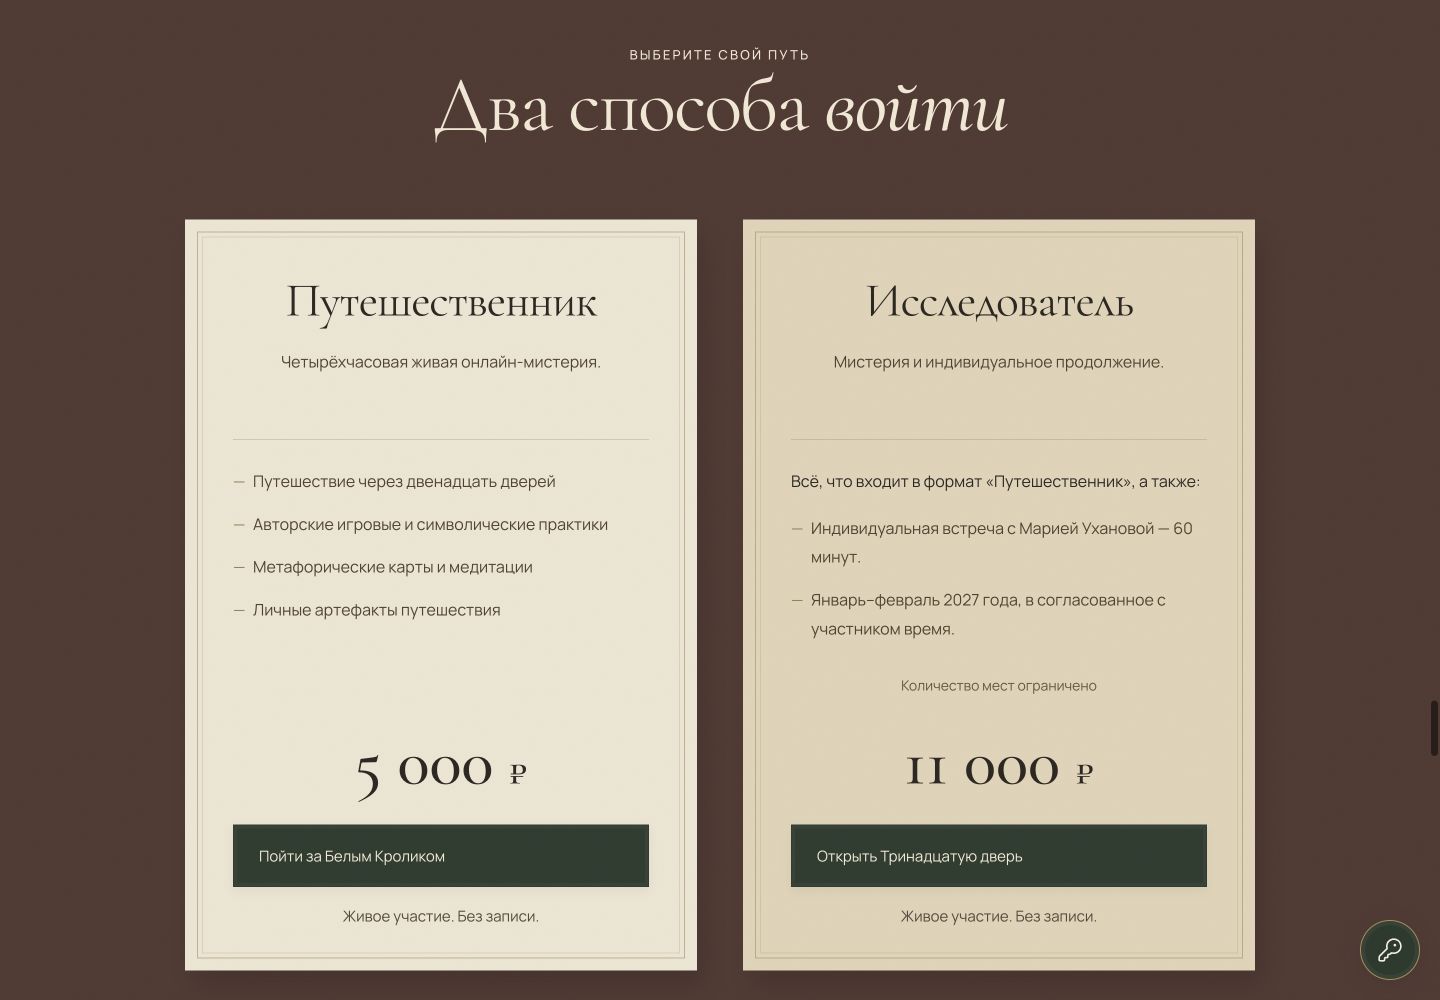 ВЫБЕРИТЕ СВОЙ ПУТЬ
Два способа войти
Путешественник
Четырёхчасовая живая онлайн-мистерия.
— Путешествие через двенадцать дверей
— Авторские игровые и символические практики
— Метафорические карты и медитации
— Личные артефакты путешествия
5 000 ₽
Пойти за Белым Кроликом
Живое участие. Без записи.
Исследователь
Мистерия и индивидуальное продолжение.
Всё, что входит в формат «Путешественник», а также:
— Индивидуальная встреча с Марией Ухановой — 60
минут.
— Январь–февраль 2027 года, в согласованное с
участником время.
Количество мест ограничено
11 000 ₽
Открыть Тринадцатую дверь
Живое участие. Без записи.